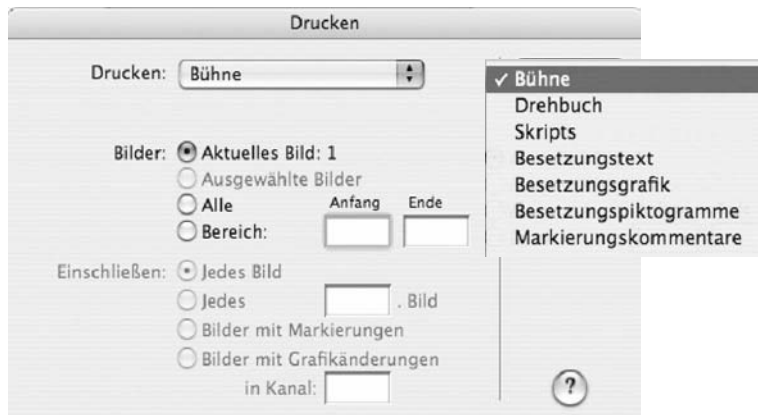 Drucken
Drucken: Bühne
Bilder: Aktuelles Bild: 1
Ausgewählte Bilder
Alle Anfang Ende
Bereich:
Einschließen: Jedes Bild
Jedes . Bild
Bilder mit Markierungen
Bilder mit Grafikänderungen
in Kanal:
?
✓ Bühne
Drehbuch
Skripts
Besetzungstext
Besetzungsgrafik
Besetzungspiktogramme
Markierungskommentare